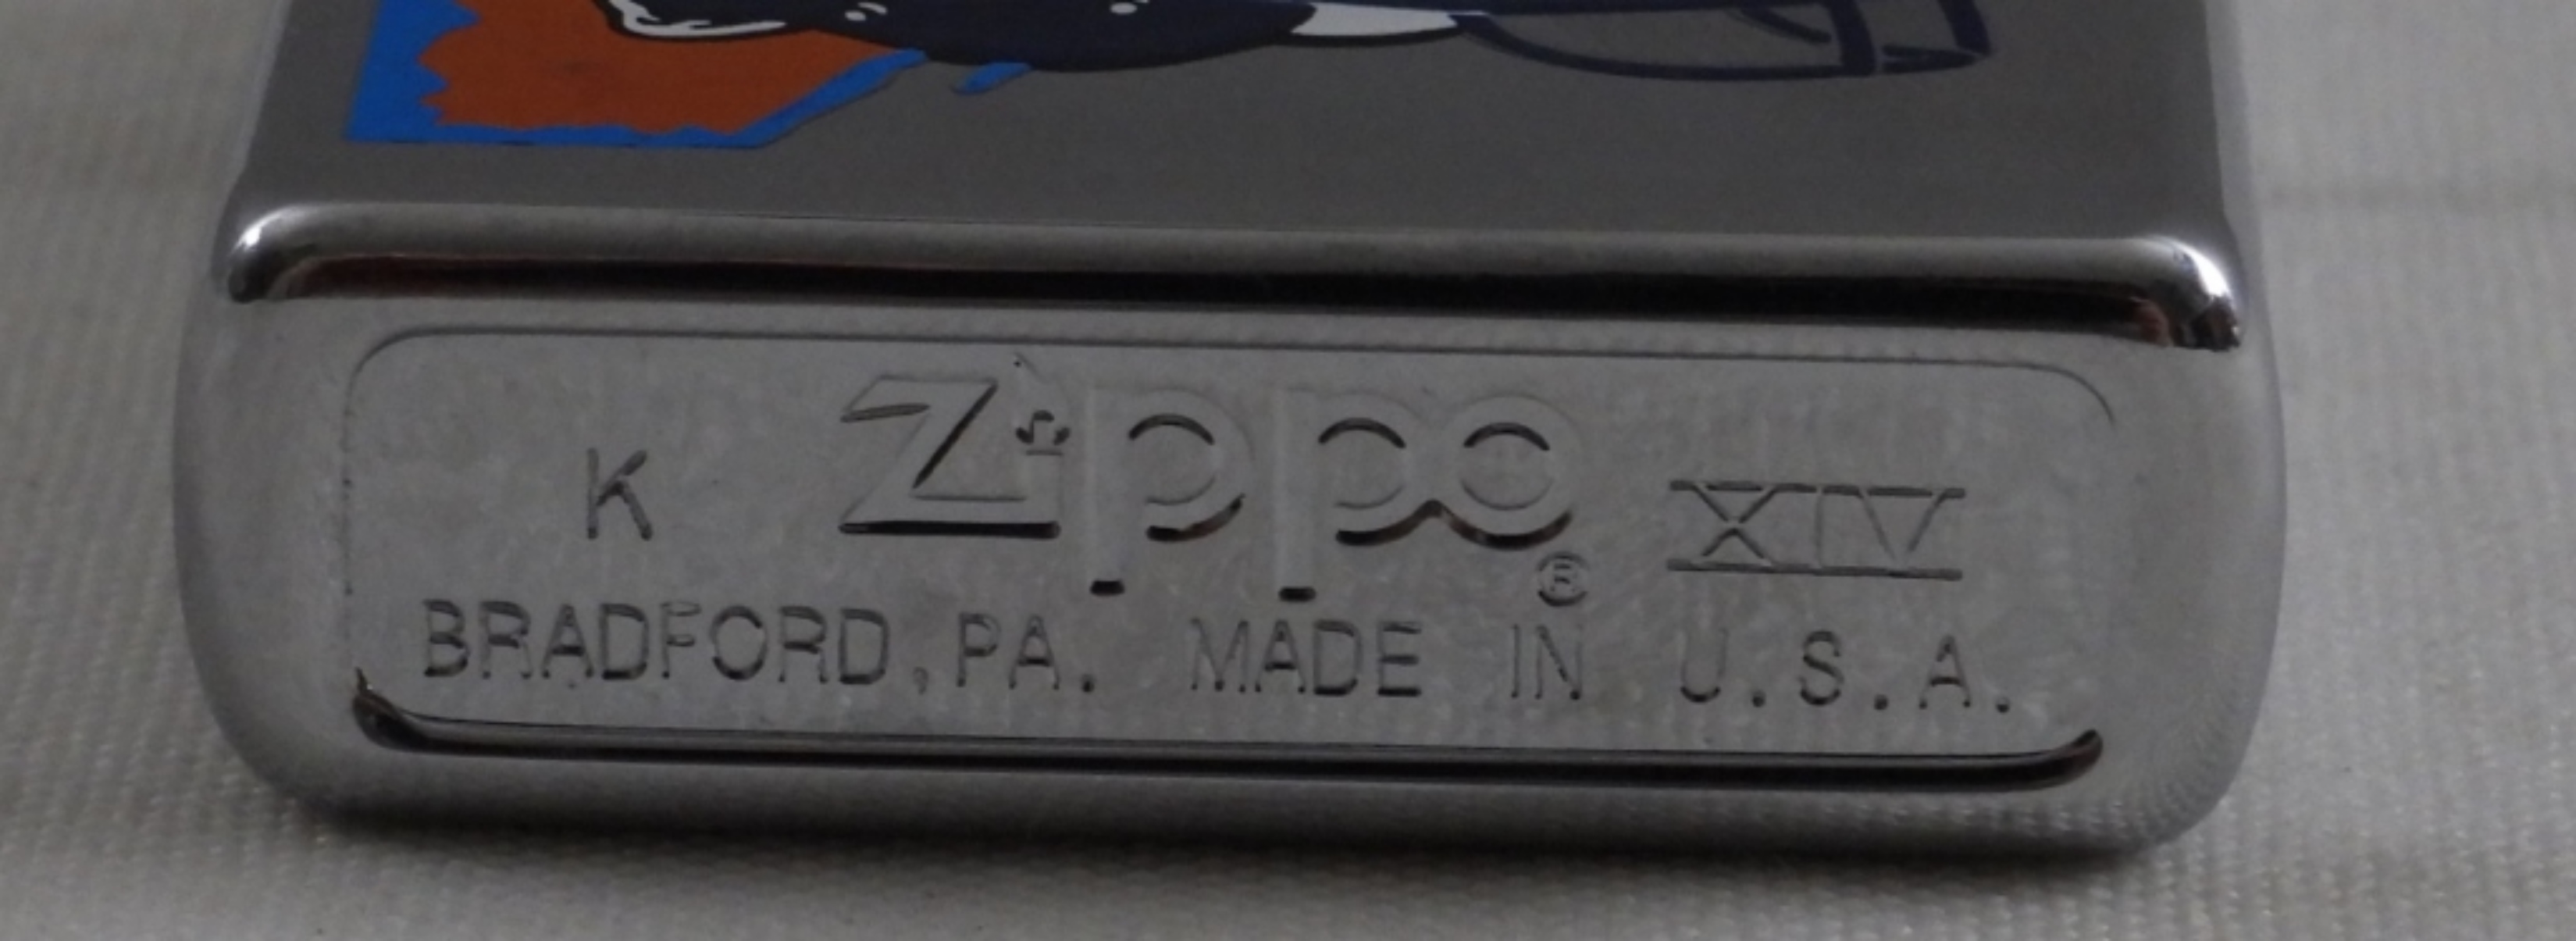 K Zippo® XIV
BRADFORD, PA. MADE IN U.S.A.